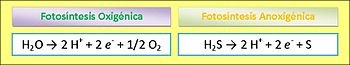 Fotosíntesis Oxigénica
Fotosíntesis Anoxigénica
H₂O → 2 H⁺ + 2 e⁻ + 1/2 O₂
H₂S → 2 H⁺ + 2 e⁻ + S